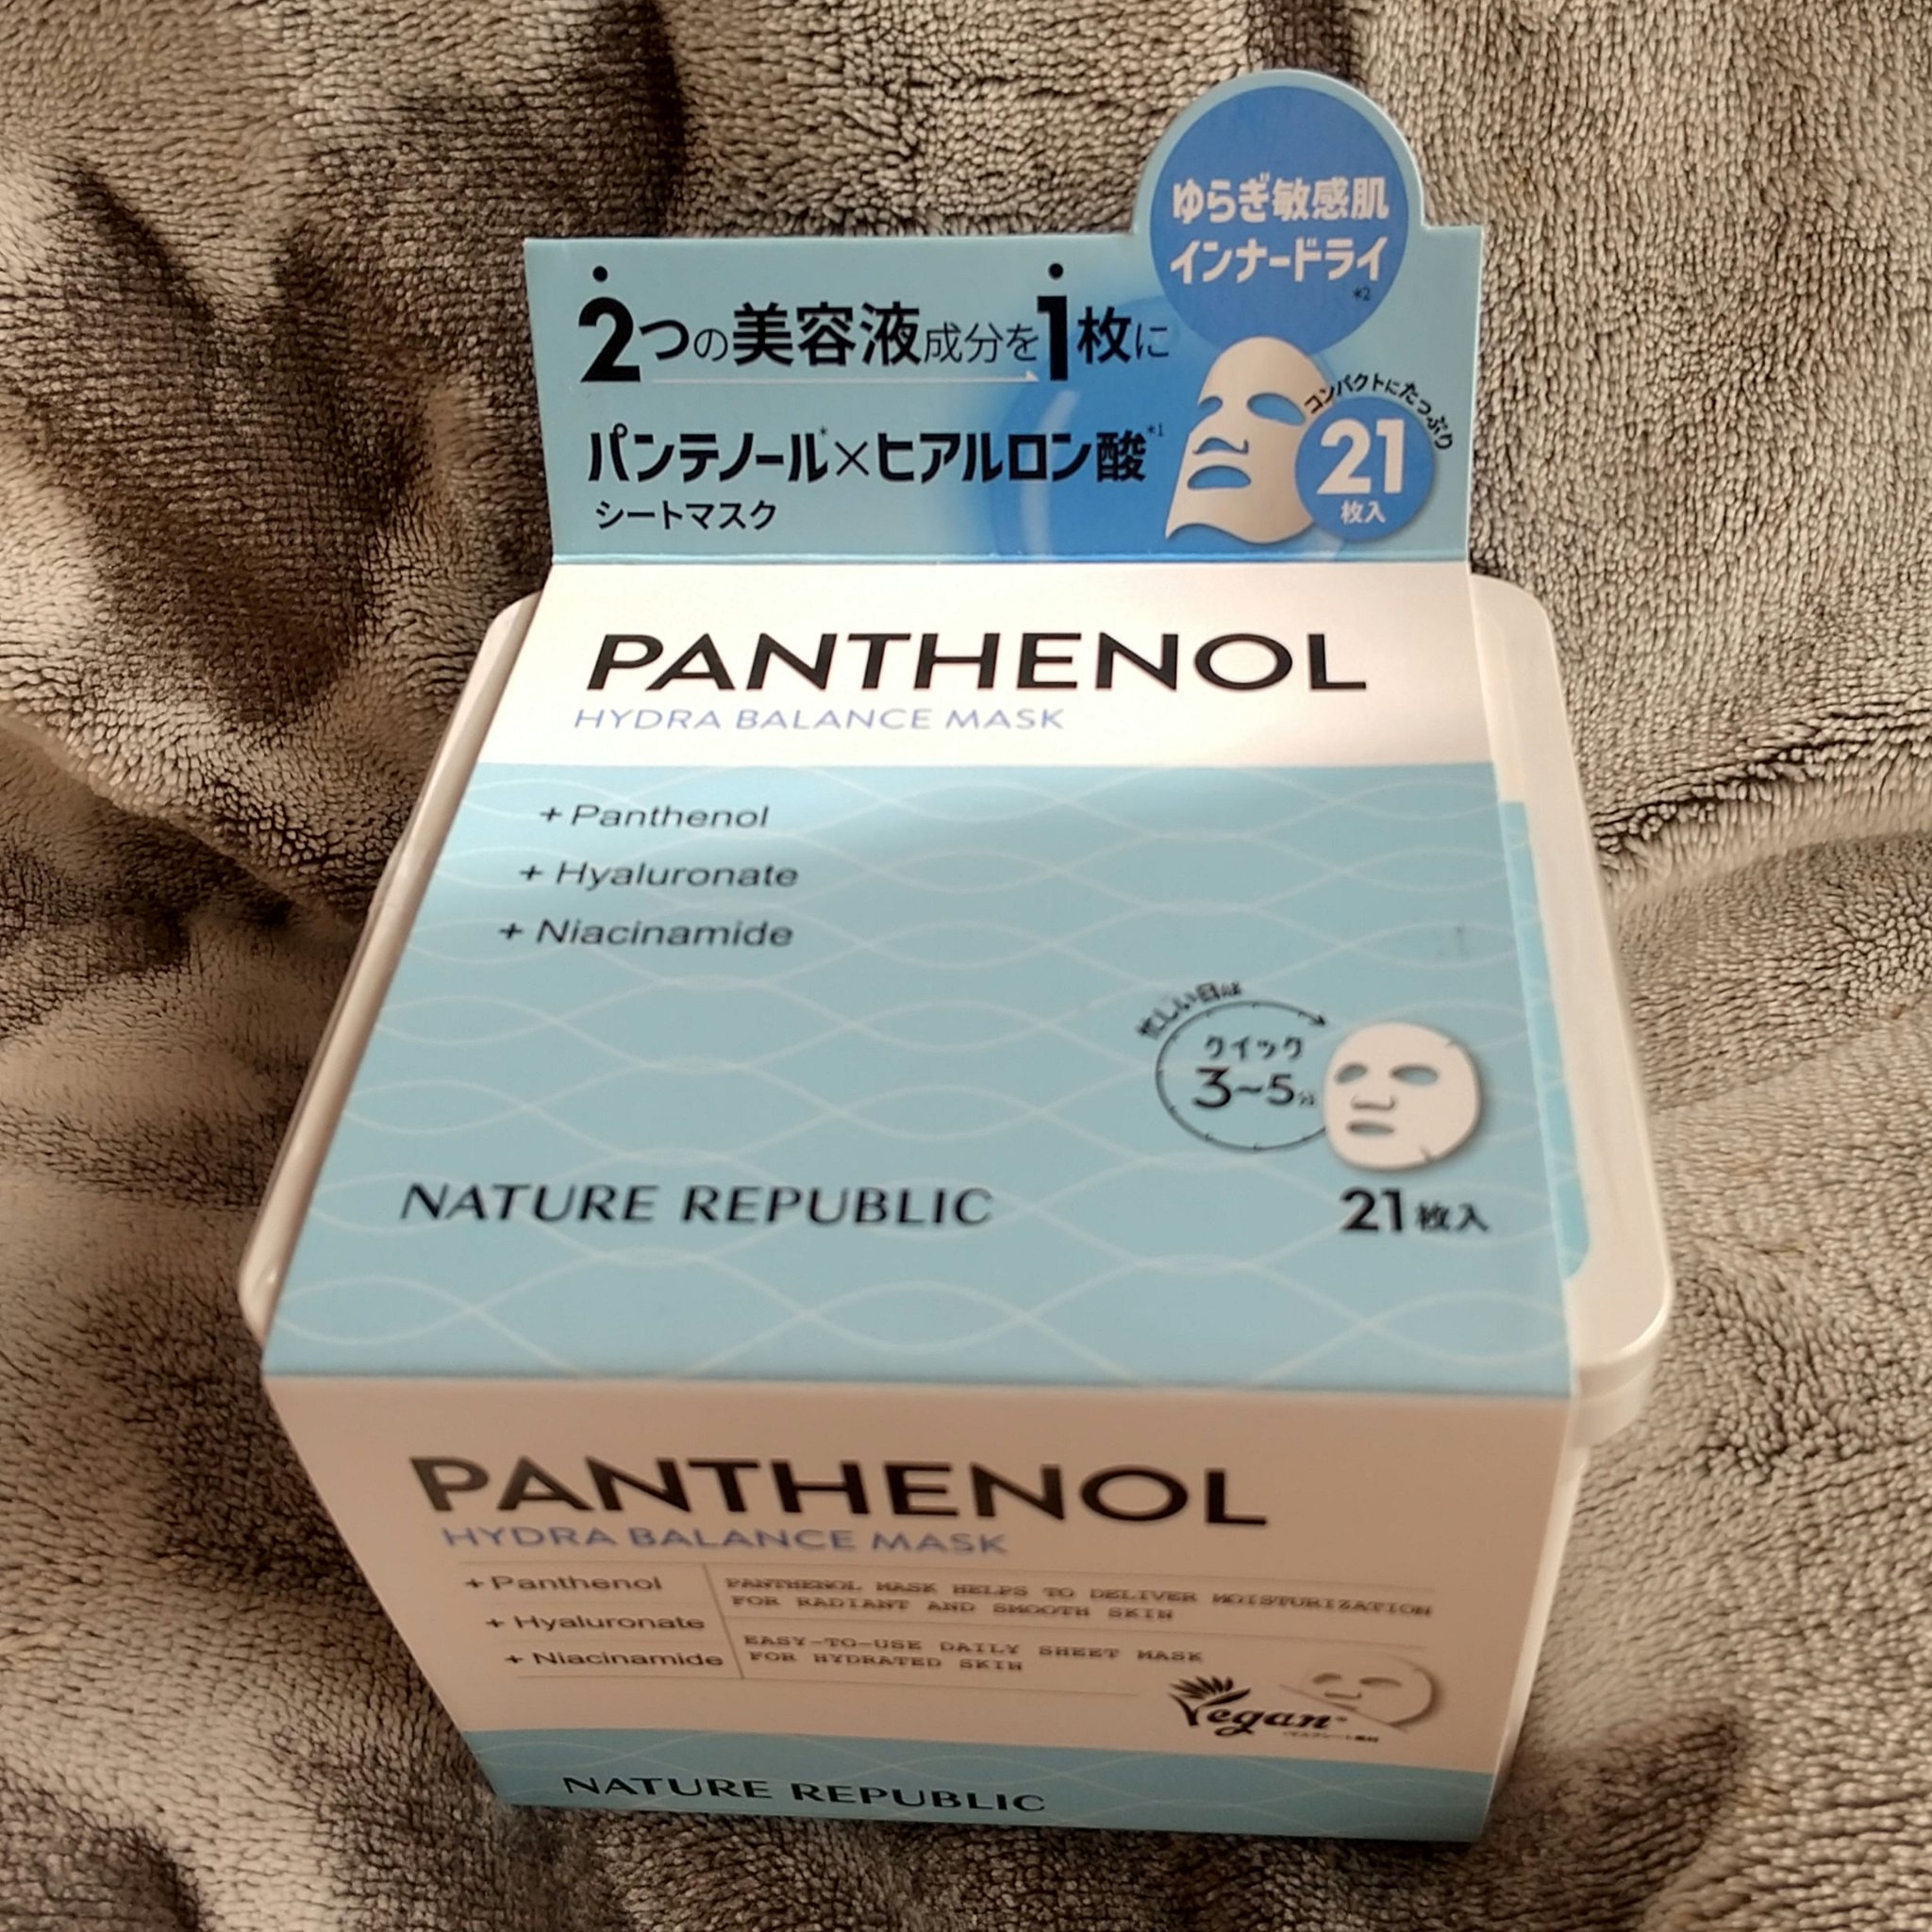 ゆらぎ敏感肌
インナードライ
*2
2つの美容液成分を1枚に
パンテノール*×ヒアルロン酸*1
シートマスク
コンパクトにたっぷり
21
枚入
PANTHENOL
HYDRA BALANCE MASK
+ Panthenol
+ Hyaluronate
+ Niacinamide
忙しい日は
クイック
3~5分
NATURE REPUBLIC
21枚入
PANTHENOL
HYDRA BALANCE MASK
+ Panthenol
+ Hyaluronate
+ Niacinamide
PANTHENOL MASK HELPS TO DELIVER MOISTURIZATION
FOR RADIANT AND SMOOTH SKIN
EASY-TO-USE DAILY SHEET MASK
FOR HYDRATED SKIN
Vegan*
NATURE REPUBLIC